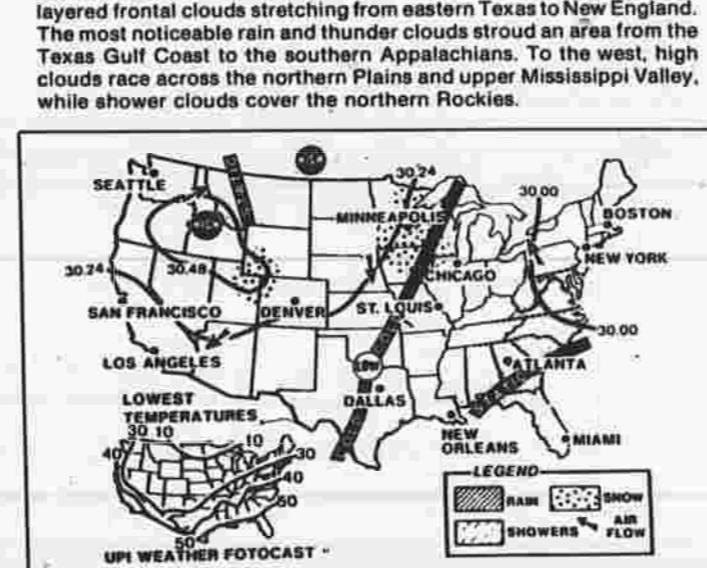 layered frontal clouds stretching from eastern Texas to New England.
The most noticeable rain and thunder clouds stroud an area from the
Texas Gulf Coast to the southern Appalachians. To the west, high
clouds race across the northern Plains and upper Mississippi Valley,
while shower clouds cover the northern Rockies.
SEATTLE
30.24
30.00
MINNEAPOLIS
BOSTON
NEW YORK
30.24
30.48
CHICAGO
SAN FRANCISCO
DENVER
ST. LOUIS
30.00
LOS ANGELES
LOW
ATLANTA
DALLAS
LOWEST
TEMPERATURES
NEW
ORLEANS
MIAMI
30 10
10
40
30
40
50
50
LEGEND
RAIN
SNOW
SHOWERS
AIR
FLOW
UPI WEATHER FOTOCAST